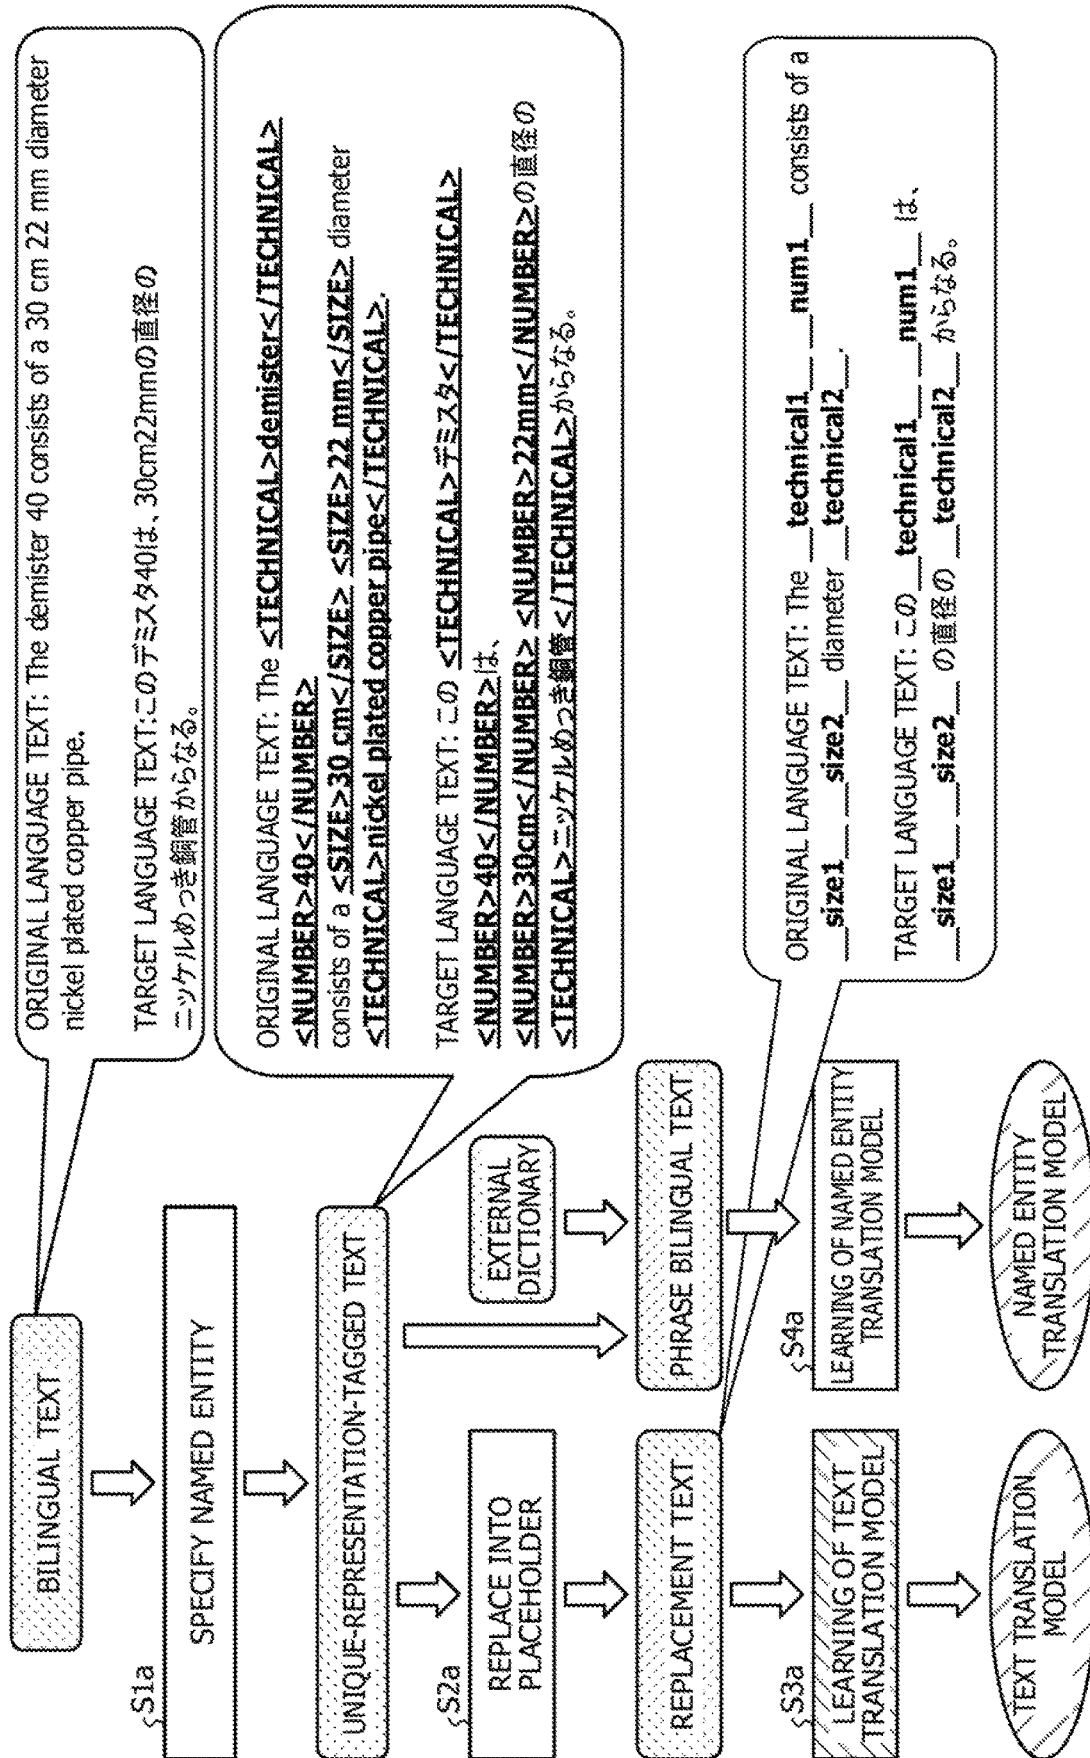 BILINGUAL TEXT
ORIGINAL LANGUAGE TEXT: The demister 40 consists of a 30 cm 22 mm diameter
nickel plated copper pipe.
TARGET LANGUAGE TEXT:このデミスタ40は、30cm22mmの直径の
ニッケルめっき銅管からなる。
S1a
SPECIFY NAMED ENTITY
UNIQUE-REPRESENTATION-TAGGED TEXT
ORIGINAL LANGUAGE TEXT: The <TECHNICAL>demister</TECHNICAL>
<NUMBER>40</NUMBER>
consists of a <SIZE>30 cm</SIZE> <SIZE>22 mm</SIZE> diameter
<TECHNICAL>nickel plated copper pipe</TECHNICAL>.
TARGET LANGUAGE TEXT: この <TECHNICAL>デミスタ</TECHNICAL>
<NUMBER>40</NUMBER>は、
<NUMBER>30cm</NUMBER> <NUMBER>22mm</NUMBER>の直径の
<TECHNICAL>ニッケルめっき銅管</TECHNICAL>からなる。
S2a
REPLACE INTO
PLACEHOLDER
EXTERNAL
DICTIONARY
REPLACEMENT TEXT
PHRASE BILINGUAL TEXT
ORIGINAL LANGUAGE TEXT: The __technical1__ __num1__ consists of a
__size1__ __size2__ diameter __technical2__.
TARGET LANGUAGE TEXT: この __technical1__ __num1__ は、
__size1__ __size2__ の直径の __technical2__ からなる。
S3a
LEARNING OF TEXT
TRANSLATION MODEL
S4a
LEARNING OF NAMED ENTITY
TRANSLATION MODEL
TEXT TRANSLATION
MODEL
NAMED ENTITY
TRANSLATION MODEL